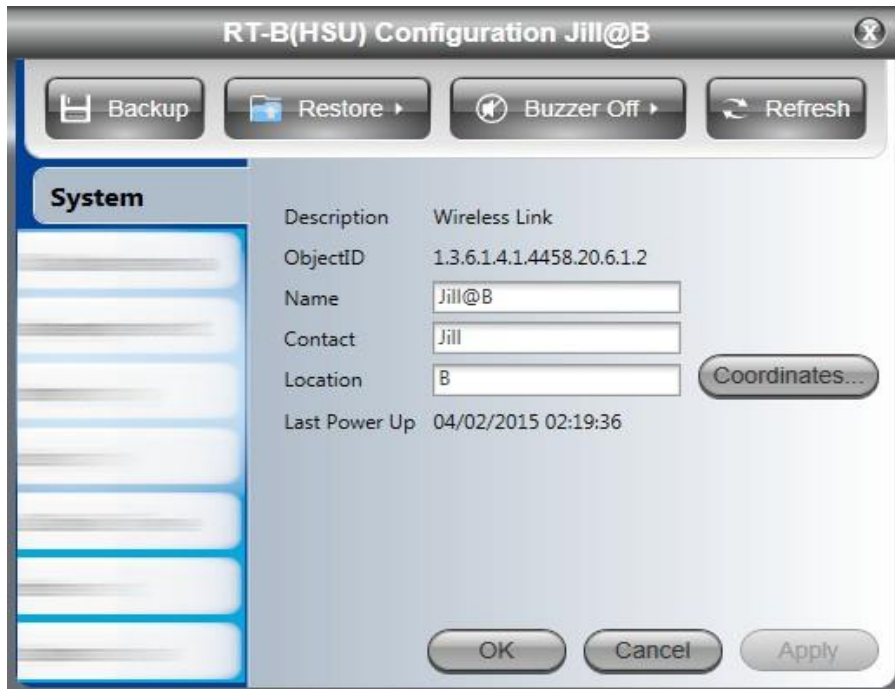 RT-B(HSU) Configuration Jill@B
X
Backup
Restore
Buzzer Off
Refresh
System
Description Wireless Link
ObjectID 1.3.6.1.4.1.4458.20.6.1.2
Name Jill@B
Contact Jill
Location B
Coordinates...
Last Power Up 04/02/2015 02:19:36
OK
Cancel
Apply